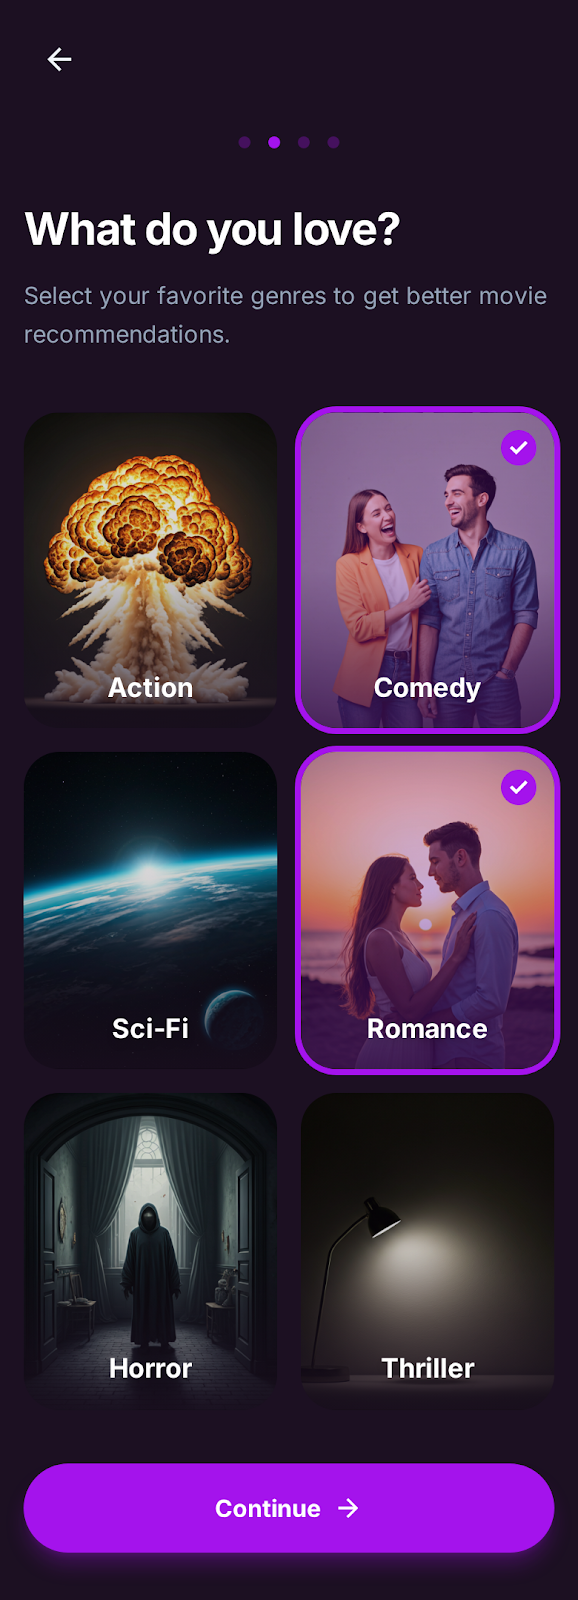 What do you love?
Select your favorite genres to get better movie
recommendations.
Action
Comedy
Sci-Fi
Romance
Horror
Thriller
Continue